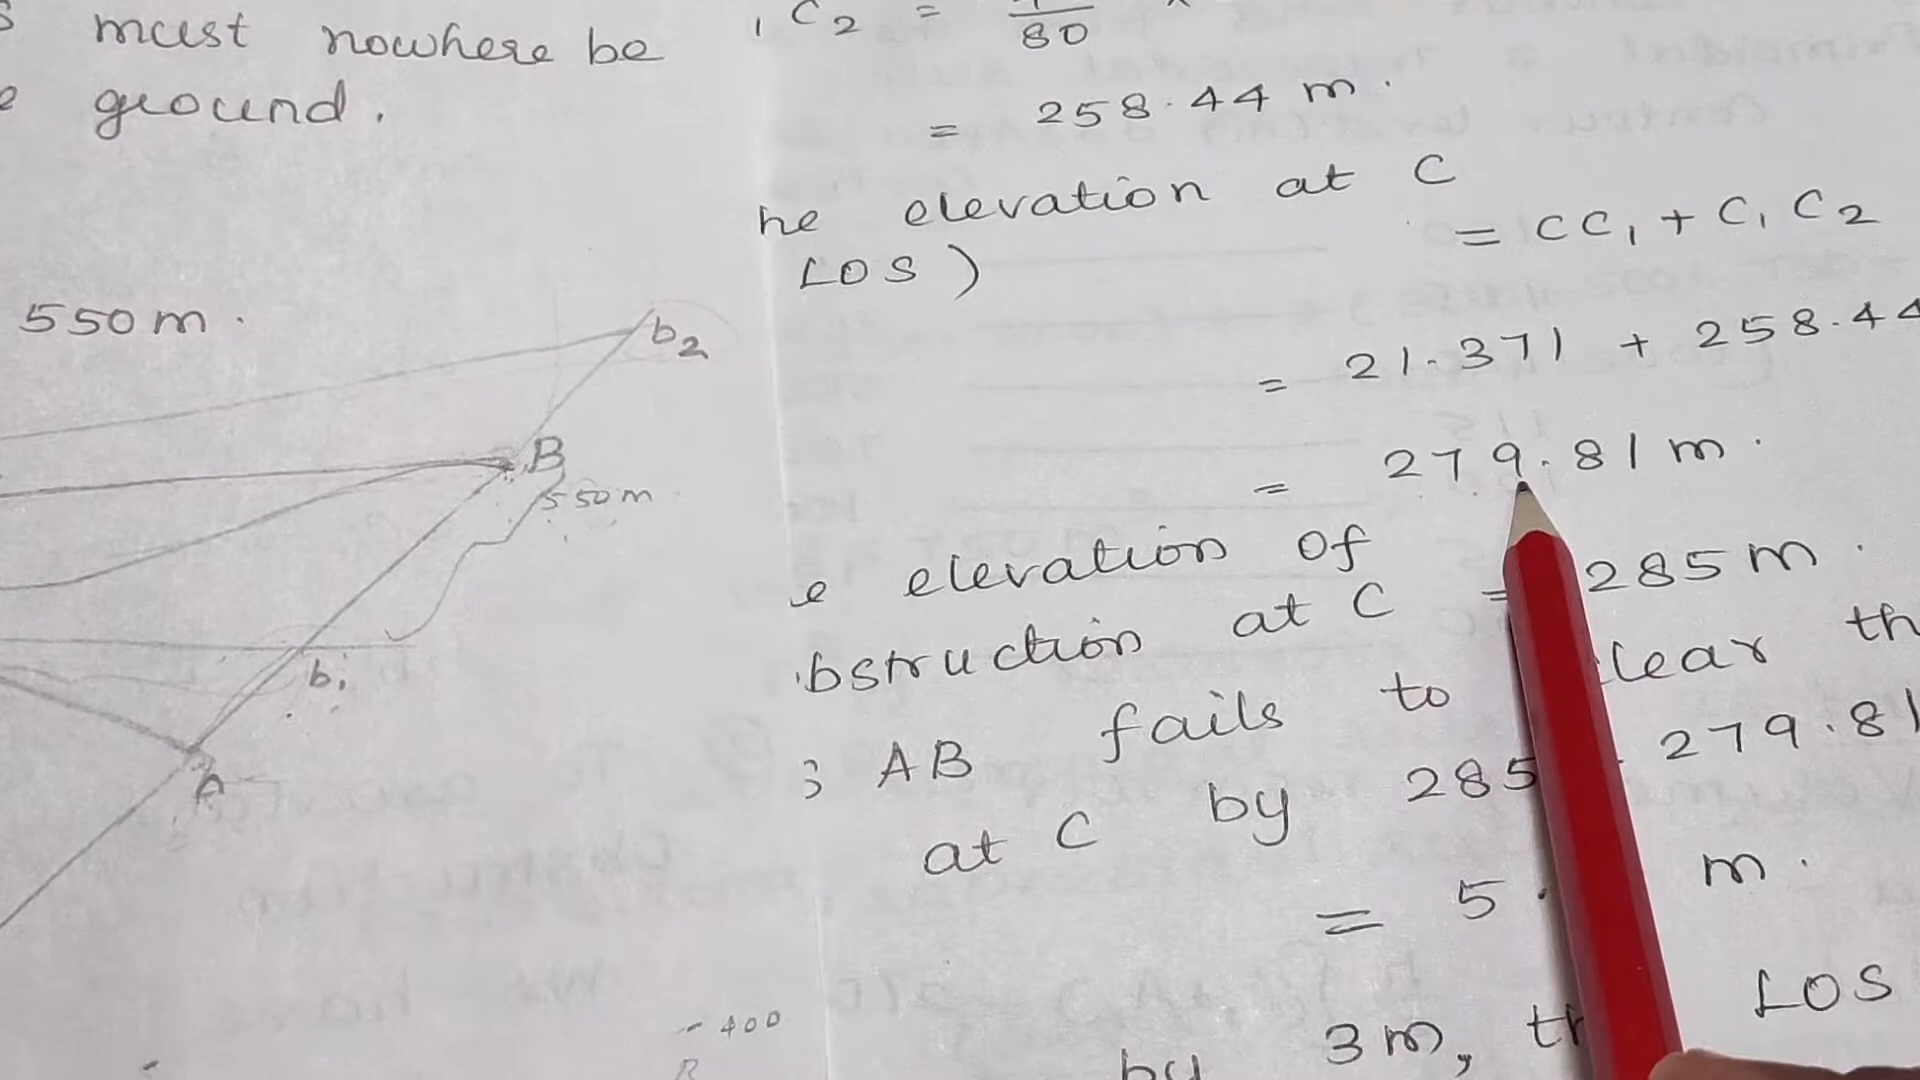 must nowhere be
ground.
550m.
b2
B
550m
b1
A
400
, C2 = 80
= 258.44 m.
he elevation at C
LOS) = CC1 + C1C2
= 21.371 + 258.44
= 279.81 m.
e elevation of
bstruction at C = 285m.
AB fails to clear th
at C by 285 279.81
= 5. m.
by 3m, th LOS